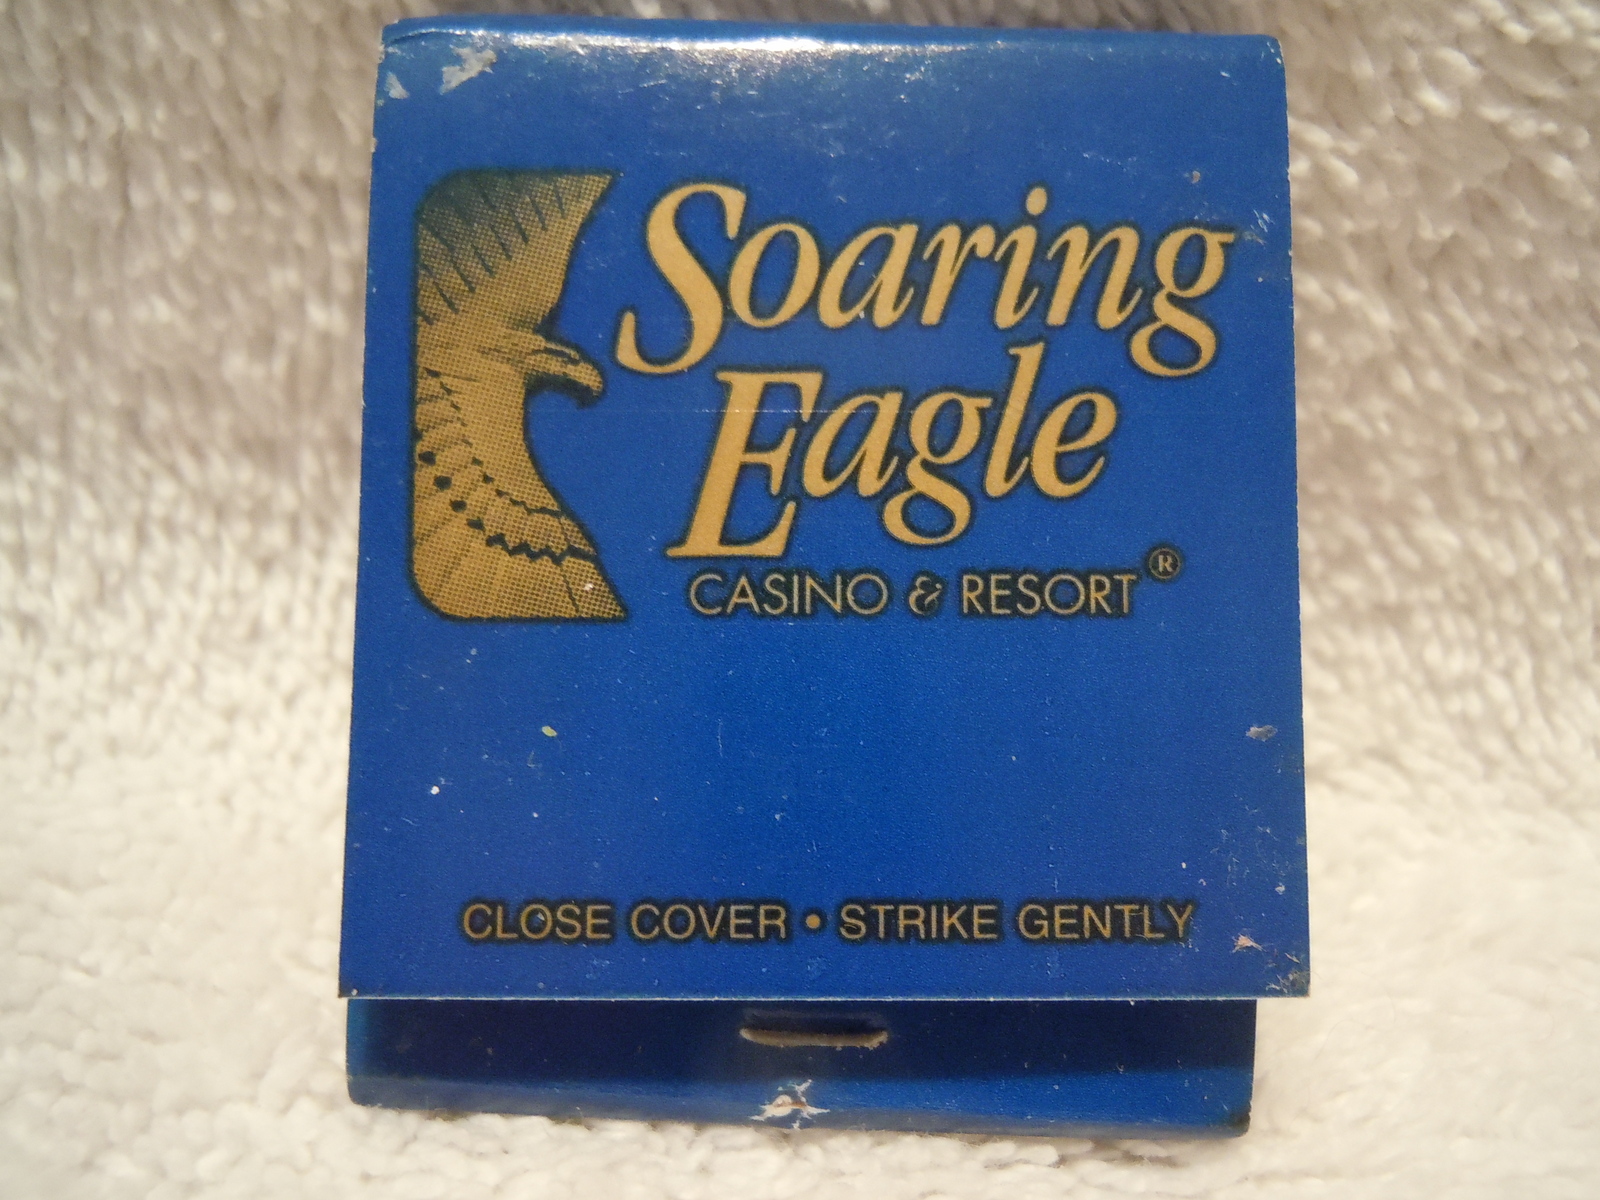 Soaring
Eagle
CASINO & RESORT®
CLOSE COVER • STRIKE GENTLY